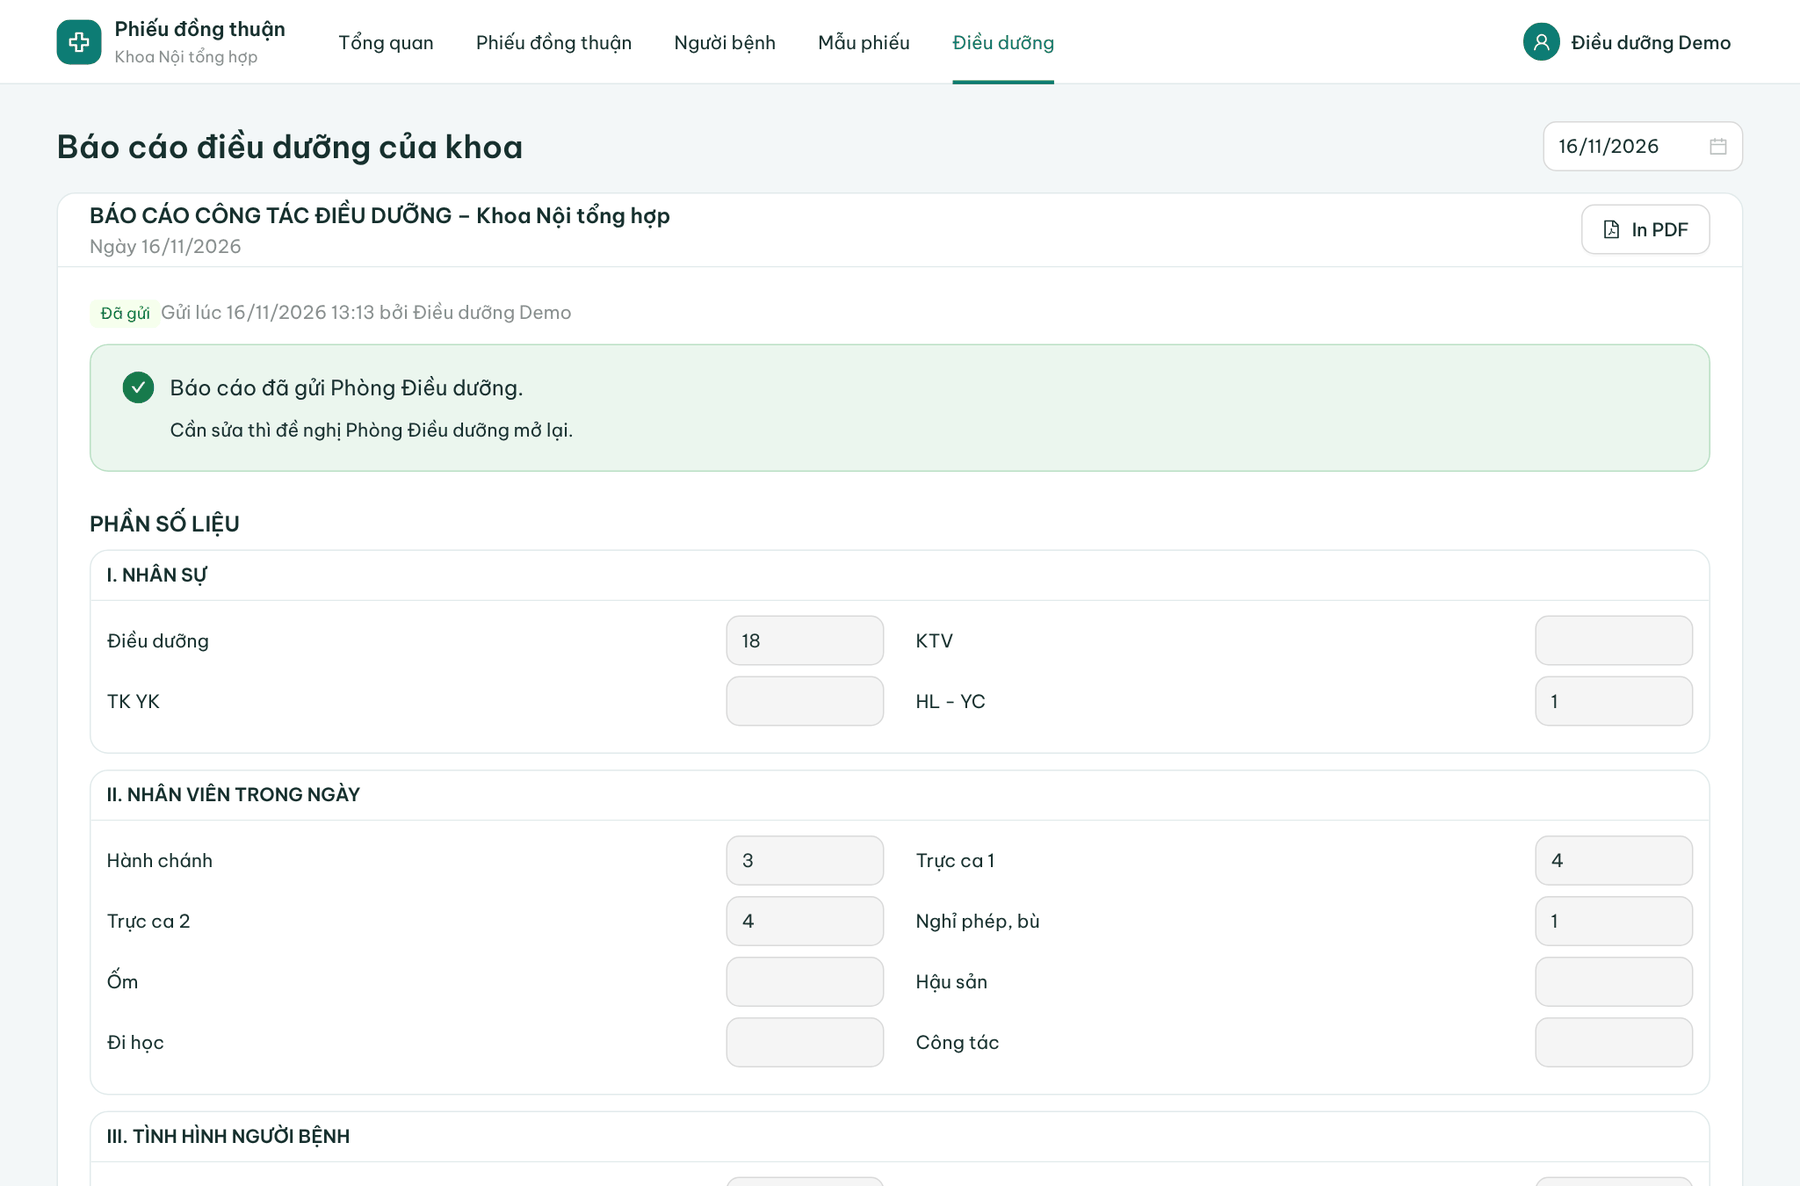 Phiếu đồng thuận
Khoa Nội tổng hợp
Tổng quan
Phiếu đồng thuận
Người bệnh
Mẫu phiếu
Điều dưỡng
Điều dưỡng Demo
Báo cáo điều dưỡng của khoa
16/11/2026
BÁO CÁO CÔNG TÁC ĐIỀU DƯỠNG – Khoa Nội tổng hợp
Ngày 16/11/2026
In PDF
Đã gửi Gửi lúc 16/11/2026 13:13 bởi Điều dưỡng Demo
Báo cáo đã gửi Phòng Điều dưỡng.
Cần sửa thì đề nghị Phòng Điều dưỡng mở lại.
PHẦN SỐ LIỆU
I. NHÂN SỰ
Điều dưỡng 18 KTV
TK YK HL - YC 1
II. NHÂN VIÊN TRONG NGÀY
Hành chánh 3 Trực ca 1 4
Trực ca 2 4 Nghỉ phép, bù 1
Ốm Hậu sản
Đi học Công tác
III. TÌNH HÌNH NGƯỜI BỆNH